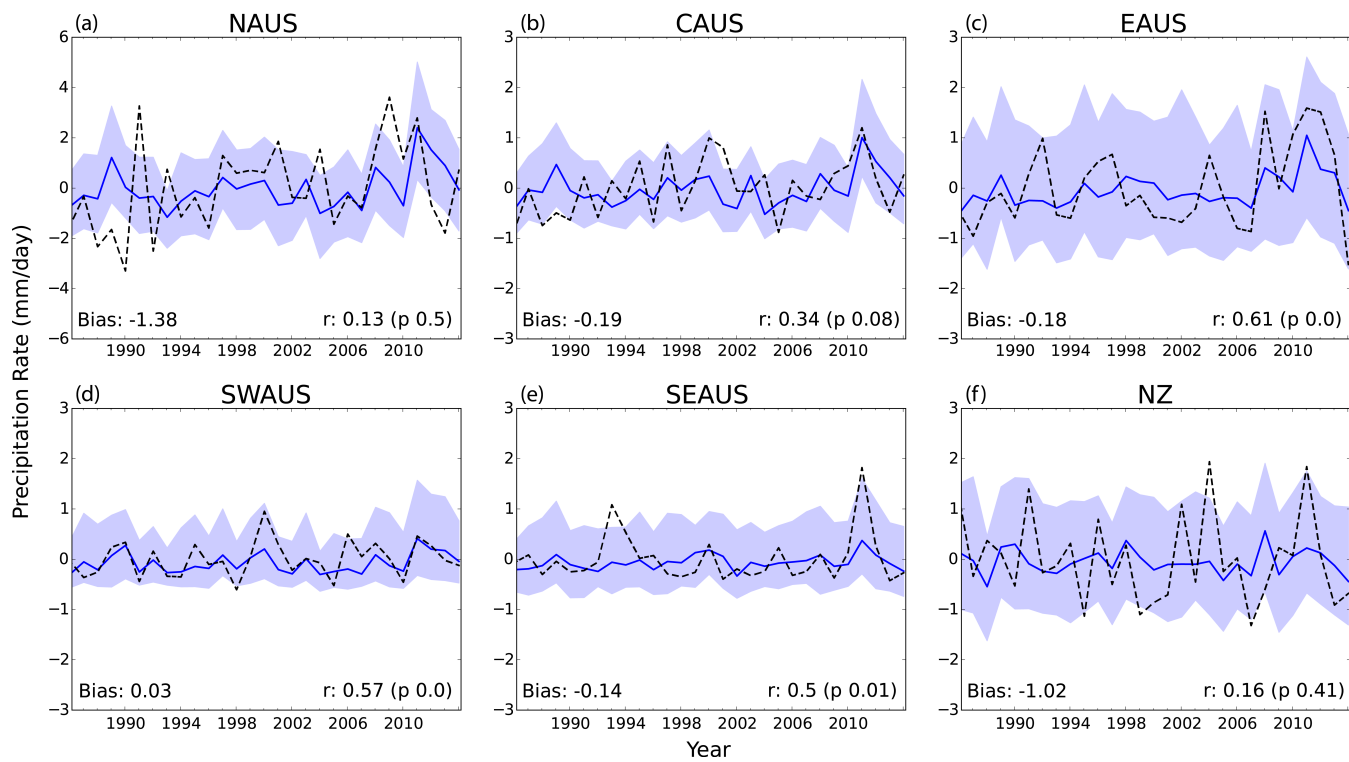 (a) NAUS
6
4
2
0
−2
−4
−6
Bias: -1.38 r: 0.13 (p 0.5)
1990 1994 1998 2002 2006 2010
(b) CAUS
3
2
1
0
−1
−2
−3
Bias: -0.19 r: 0.34 (p 0.08)
1990 1994 1998 2002 2006 2010
(c) EAUS
3
2
1
0
−1
−2
−3
Bias: -0.18 r: 0.61 (p 0.0)
1990 1994 1998 2002 2006 2010
Precipitation Rate (mm/day)
(d) SWAUS
3
2
1
0
−1
−2
−3
Bias: 0.03 r: 0.57 (p 0.0)
1990 1994 1998 2002 2006 2010
(e) SEAUS
3
2
1
0
−1
−2
−3
Bias: -0.14 r: 0.5 (p 0.01)
1990 1994 1998 2002 2006 2010
(f) NZ
3
2
1
0
−1
−2
−3
Bias: -1.02 r: 0.16 (p 0.41)
1990 1994 1998 2002 2006 2010
Year